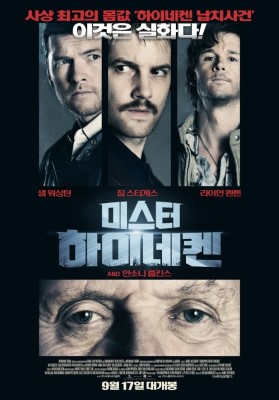 사상 최고의 몸값 '하이네켄 납치사건'
이것은 실화다!
샘 워싱턴
짐 스터게스
라이언 콴튼
미스터
하이네켄
AND 안소니 홉킨스
9월 17일 대개봉